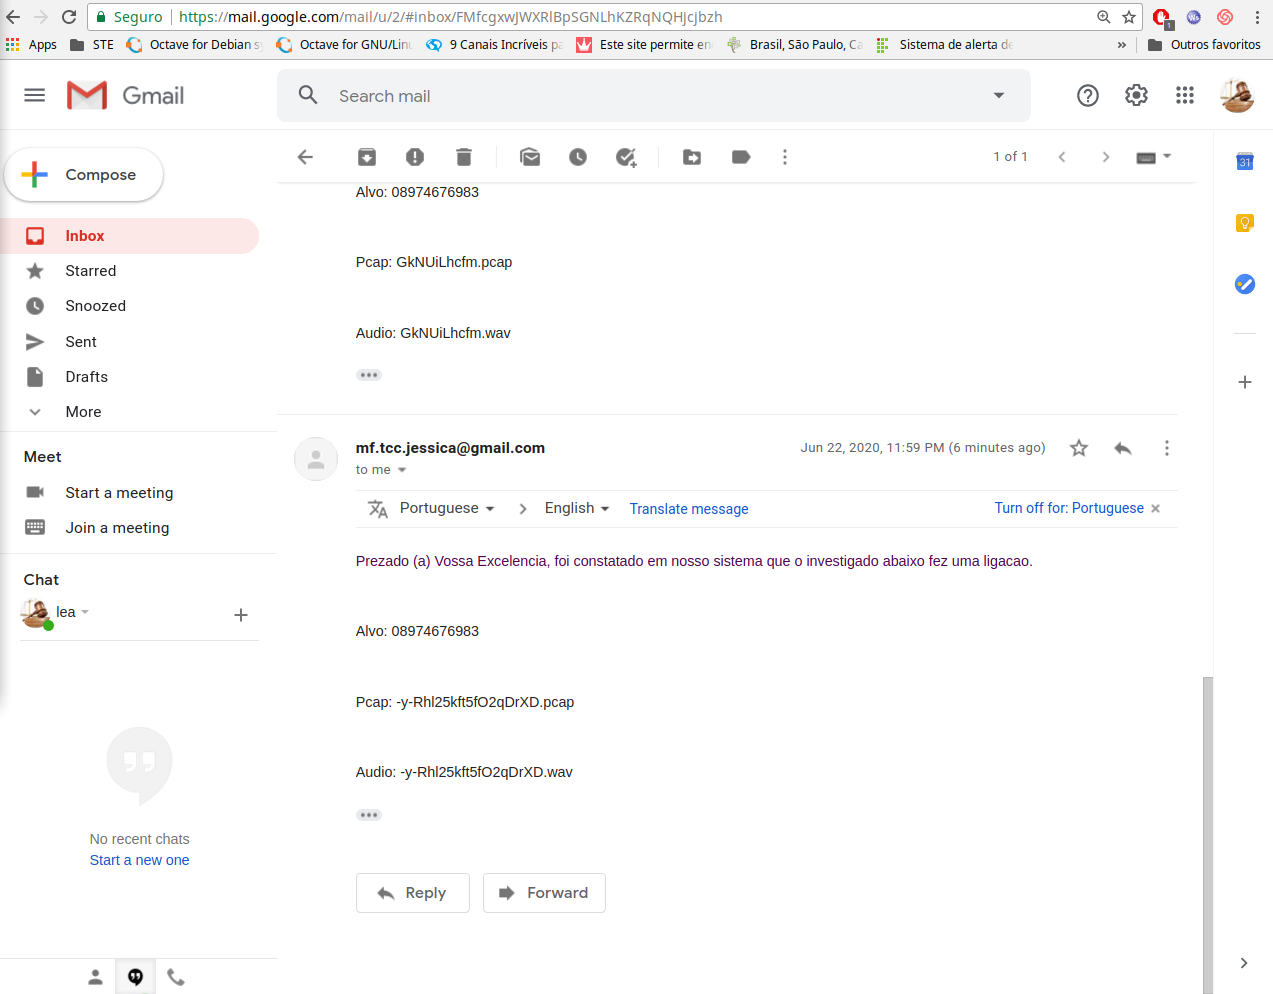 Seguro
https://mail.google.com/mail/u/2/#inbox/FMfcgxwJWXRlBpSGNLhKZRqNQHjcjbzh
1
Apps
STE
Octave for Debian sy
Octave for GNU/Linu
9 Canais Incríveis pa
Este site permite en
Brasil, São Paulo, Ca
Sistema de alerta de
»
Outros favoritos
Gmail
Search mail
Compose
1 of 1
31
Inbox
Starred
Snoozed
Sent
Drafts
More
Meet
Start a meeting
Join a meeting
Chat
lea
No recent chats
Start a new one
Alvo: 08974676983
Pcap: GkNUiLhcfm.pcap
Audio: GkNUiLhcfm.wav
mf.tcc.jessica@gmail.com
Jun 22, 2020, 11:59 PM (6 minutes ago)
to me
Portuguese
English
Translate message
Turn off for: Portuguese
Prezado (a) Vossa Excelencia, foi constatado em nosso sistema que o investigado abaixo fez uma ligacao.
Alvo: 08974676983
Pcap: -y-Rhl25kft5fO2qDrXD.pcap
Audio: -y-Rhl25kft5fO2qDrXD.wav
Reply
Forward